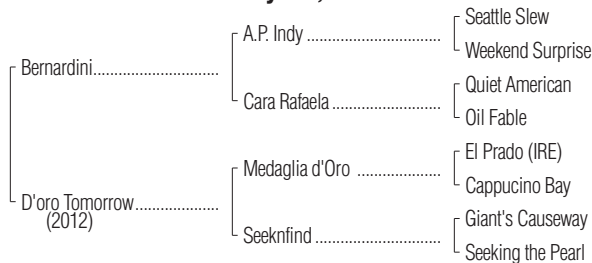 Seattle Slew
A.P. Indy ..............................
Weekend Surprise
Bernardini............................
Quiet American
Cara Rafaela ........................
Oil Fable
El Prado (IRE)
Medaglia d'Oro ...................
Cappucino Bay
D'oro Tomorrow...................
(2012)
Giant's Causeway
Seeknfind ............................
Seeking the Pearl